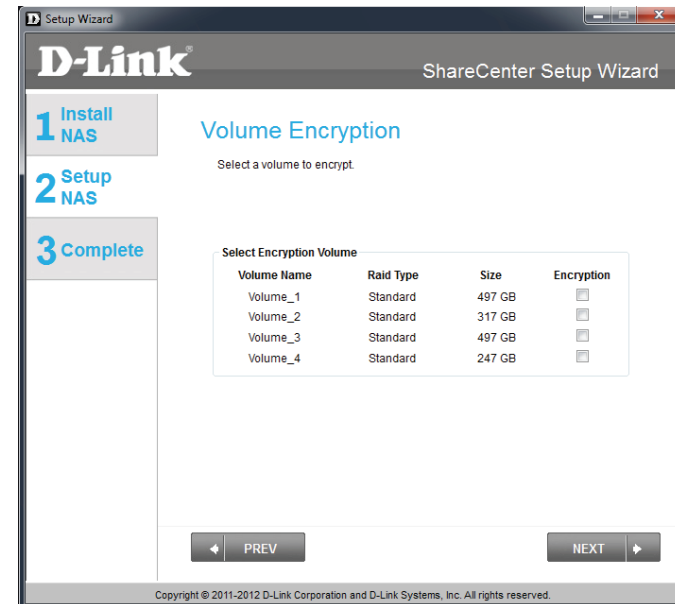 Setup Wizard
D-Link®
ShareCenter Setup Wizard
1 Install NAS
2 Setup NAS
3 Complete
Volume Encryption
Select a volume to encrypt.
Select Encryption Volume
Volume Name Raid Type Size Encryption
Volume_1 Standard 497 GB
Volume_2 Standard 317 GB
Volume_3 Standard 497 GB
Volume_4 Standard 247 GB
PREV
NEXT
Copyright © 2011-2012 D-Link Corporation and D-Link Systems, Inc. All rights reserved.